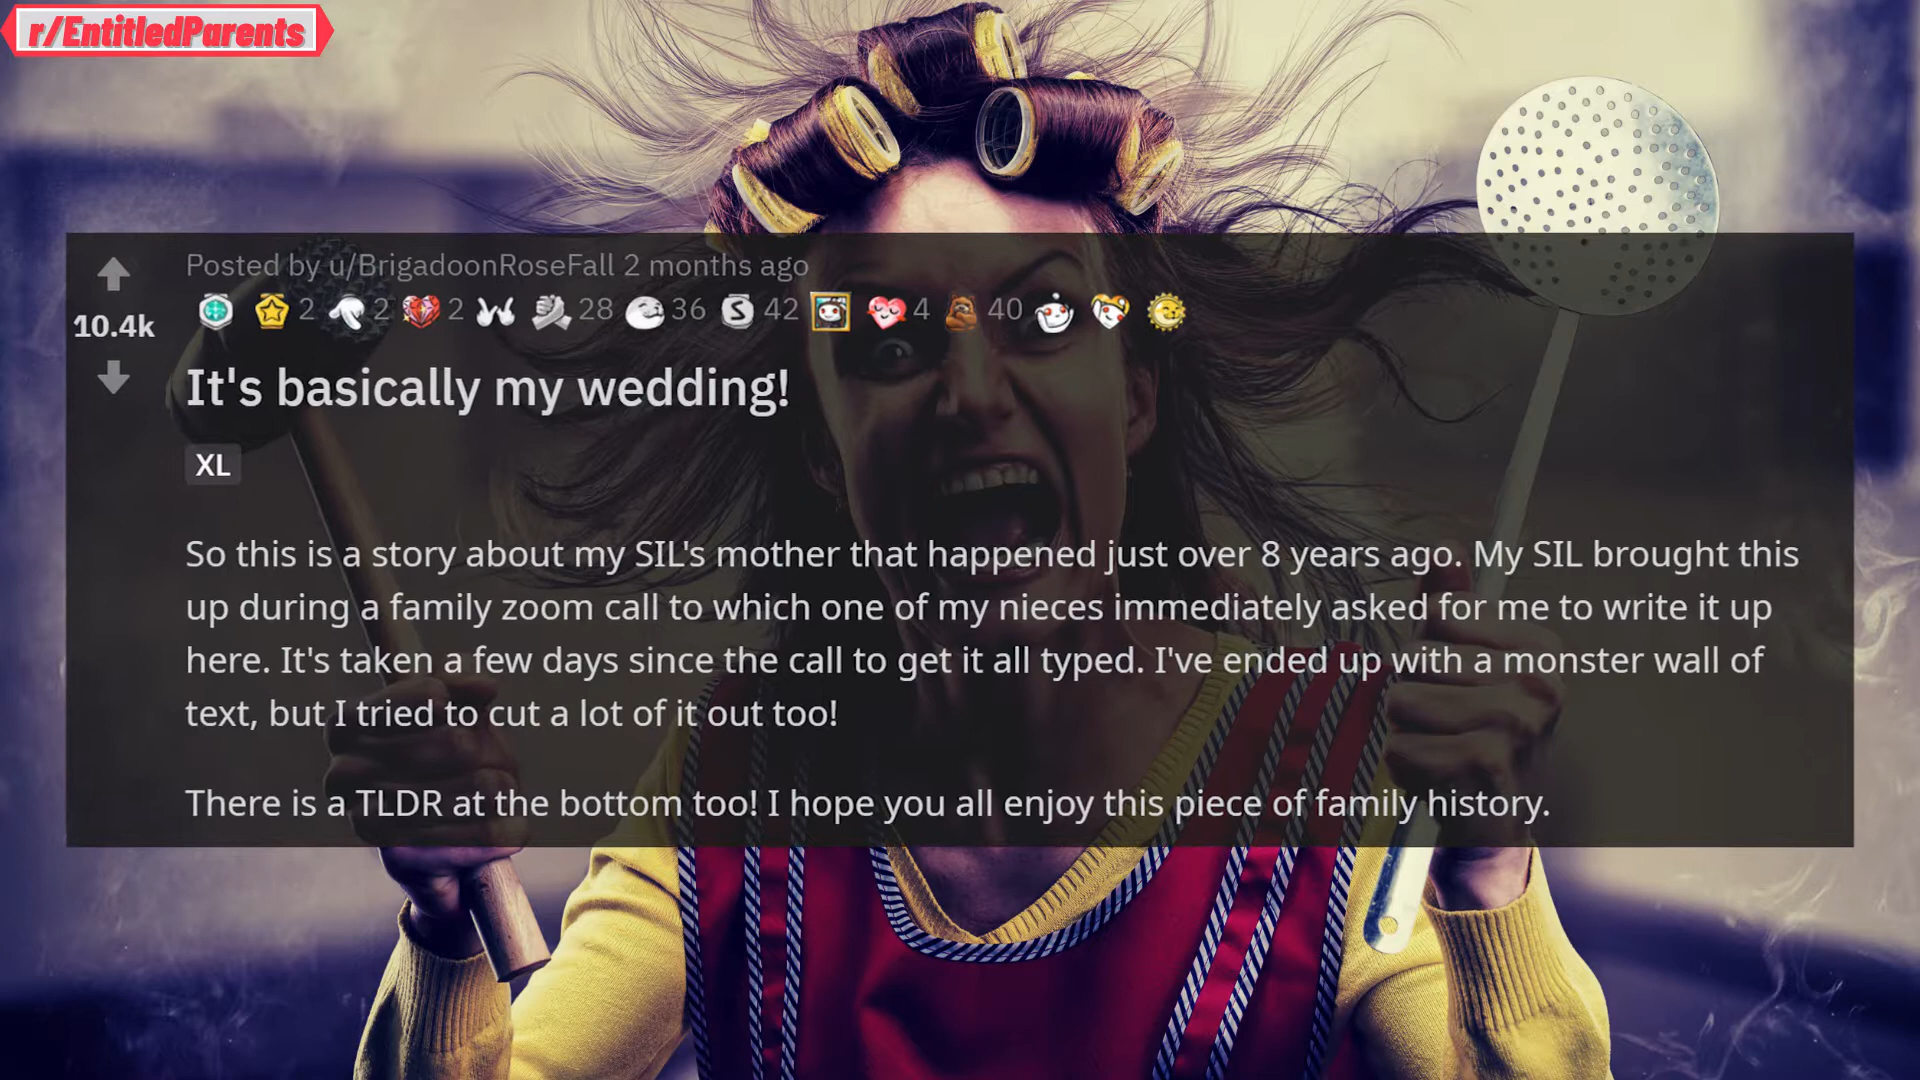 r/EntitledParents
Posted by u/BrigadoonRoseFall 2 months ago
2 2 2 28 36 S 42 4 40
10.4k
It's basically my wedding!
XL
So this is a story about my SIL's mother that happened just over 8 years ago. My SIL brought this
up during a family zoom call to which one of my nieces immediately asked for me to write it up
here. It's taken a few days since the call to get it all typed. I've ended up with a monster wall of
text, but I tried to cut a lot of it out too!
There is a TLDR at the bottom too! I hope you all enjoy this piece of family history.